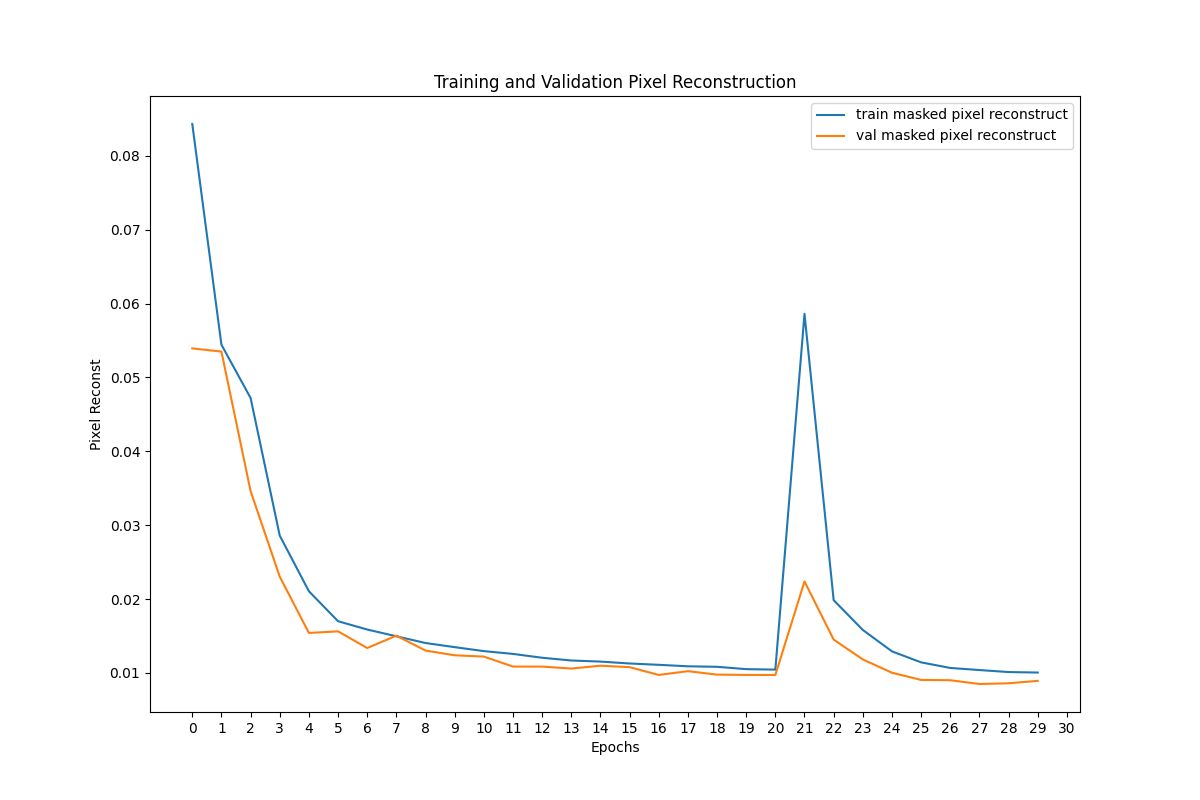 Training and Validation Pixel Reconstruction
train masked pixel reconstruct
val masked pixel reconstruct
0.08
0.07
0.06
0.05
0.04
0.03
0.02
0.01
Pixel Reconst
0 1 2 3 4 5 6 7 8 9 10 11 12 13 14 15 16 17 18 19 20 21 22 23 24 25 26 27 28 29 30
Epochs